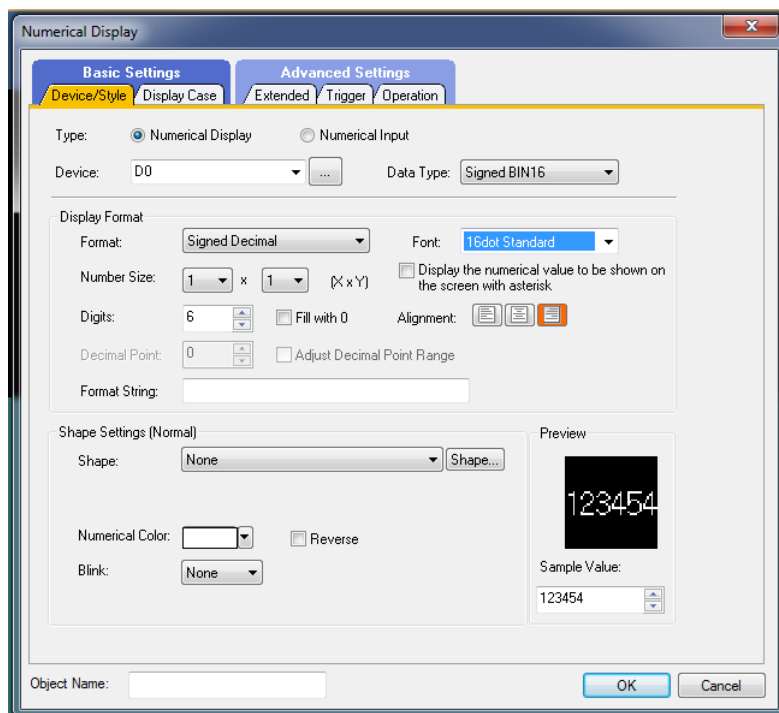 Numerical Display
Basic Settings Advanced Settings
Device/Style Display Case Extended Trigger Operation
Type: Numerical Display Numerical Input
Device: D0 ... Data Type: Signed BIN16
Display Format
Format: Signed Decimal Font: 16dot Standard
Number Size: 1 x 1 (X x Y) Display the numerical value to be shown on
the screen with asterisk
Digits: 6 Fill with 0 Alignment:
Decimal Point: 0 Adjust Decimal Point Range
Format String:
Shape Settings (Normal) Preview
Shape: None Shape...
123454
Numerical Color: Reverse
Blink: None Sample Value:
123454
Object Name: OK Cancel